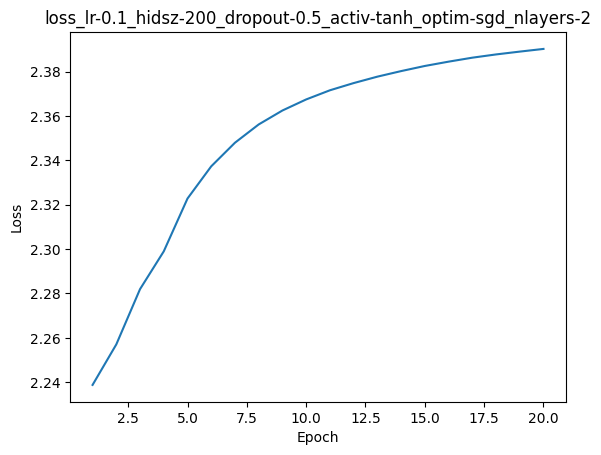 loss_lr-0.1_hidsz-200_dropout-0.5_activ-tanh_optim-sgd_nlayers-2
2.38
2.36
2.34
2.32
2.30
2.28
2.26
2.24
Loss
2.5 5.0 7.5 10.0 12.5 15.0 17.5 20.0
Epoch